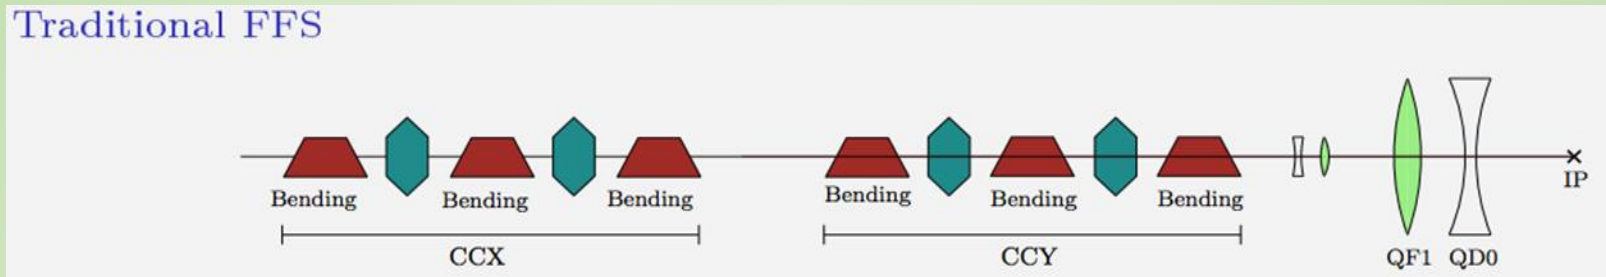 Traditional FFS
Bending Bending Bending Bending Bending Bending
IP
CCX CCY QF1 QD0